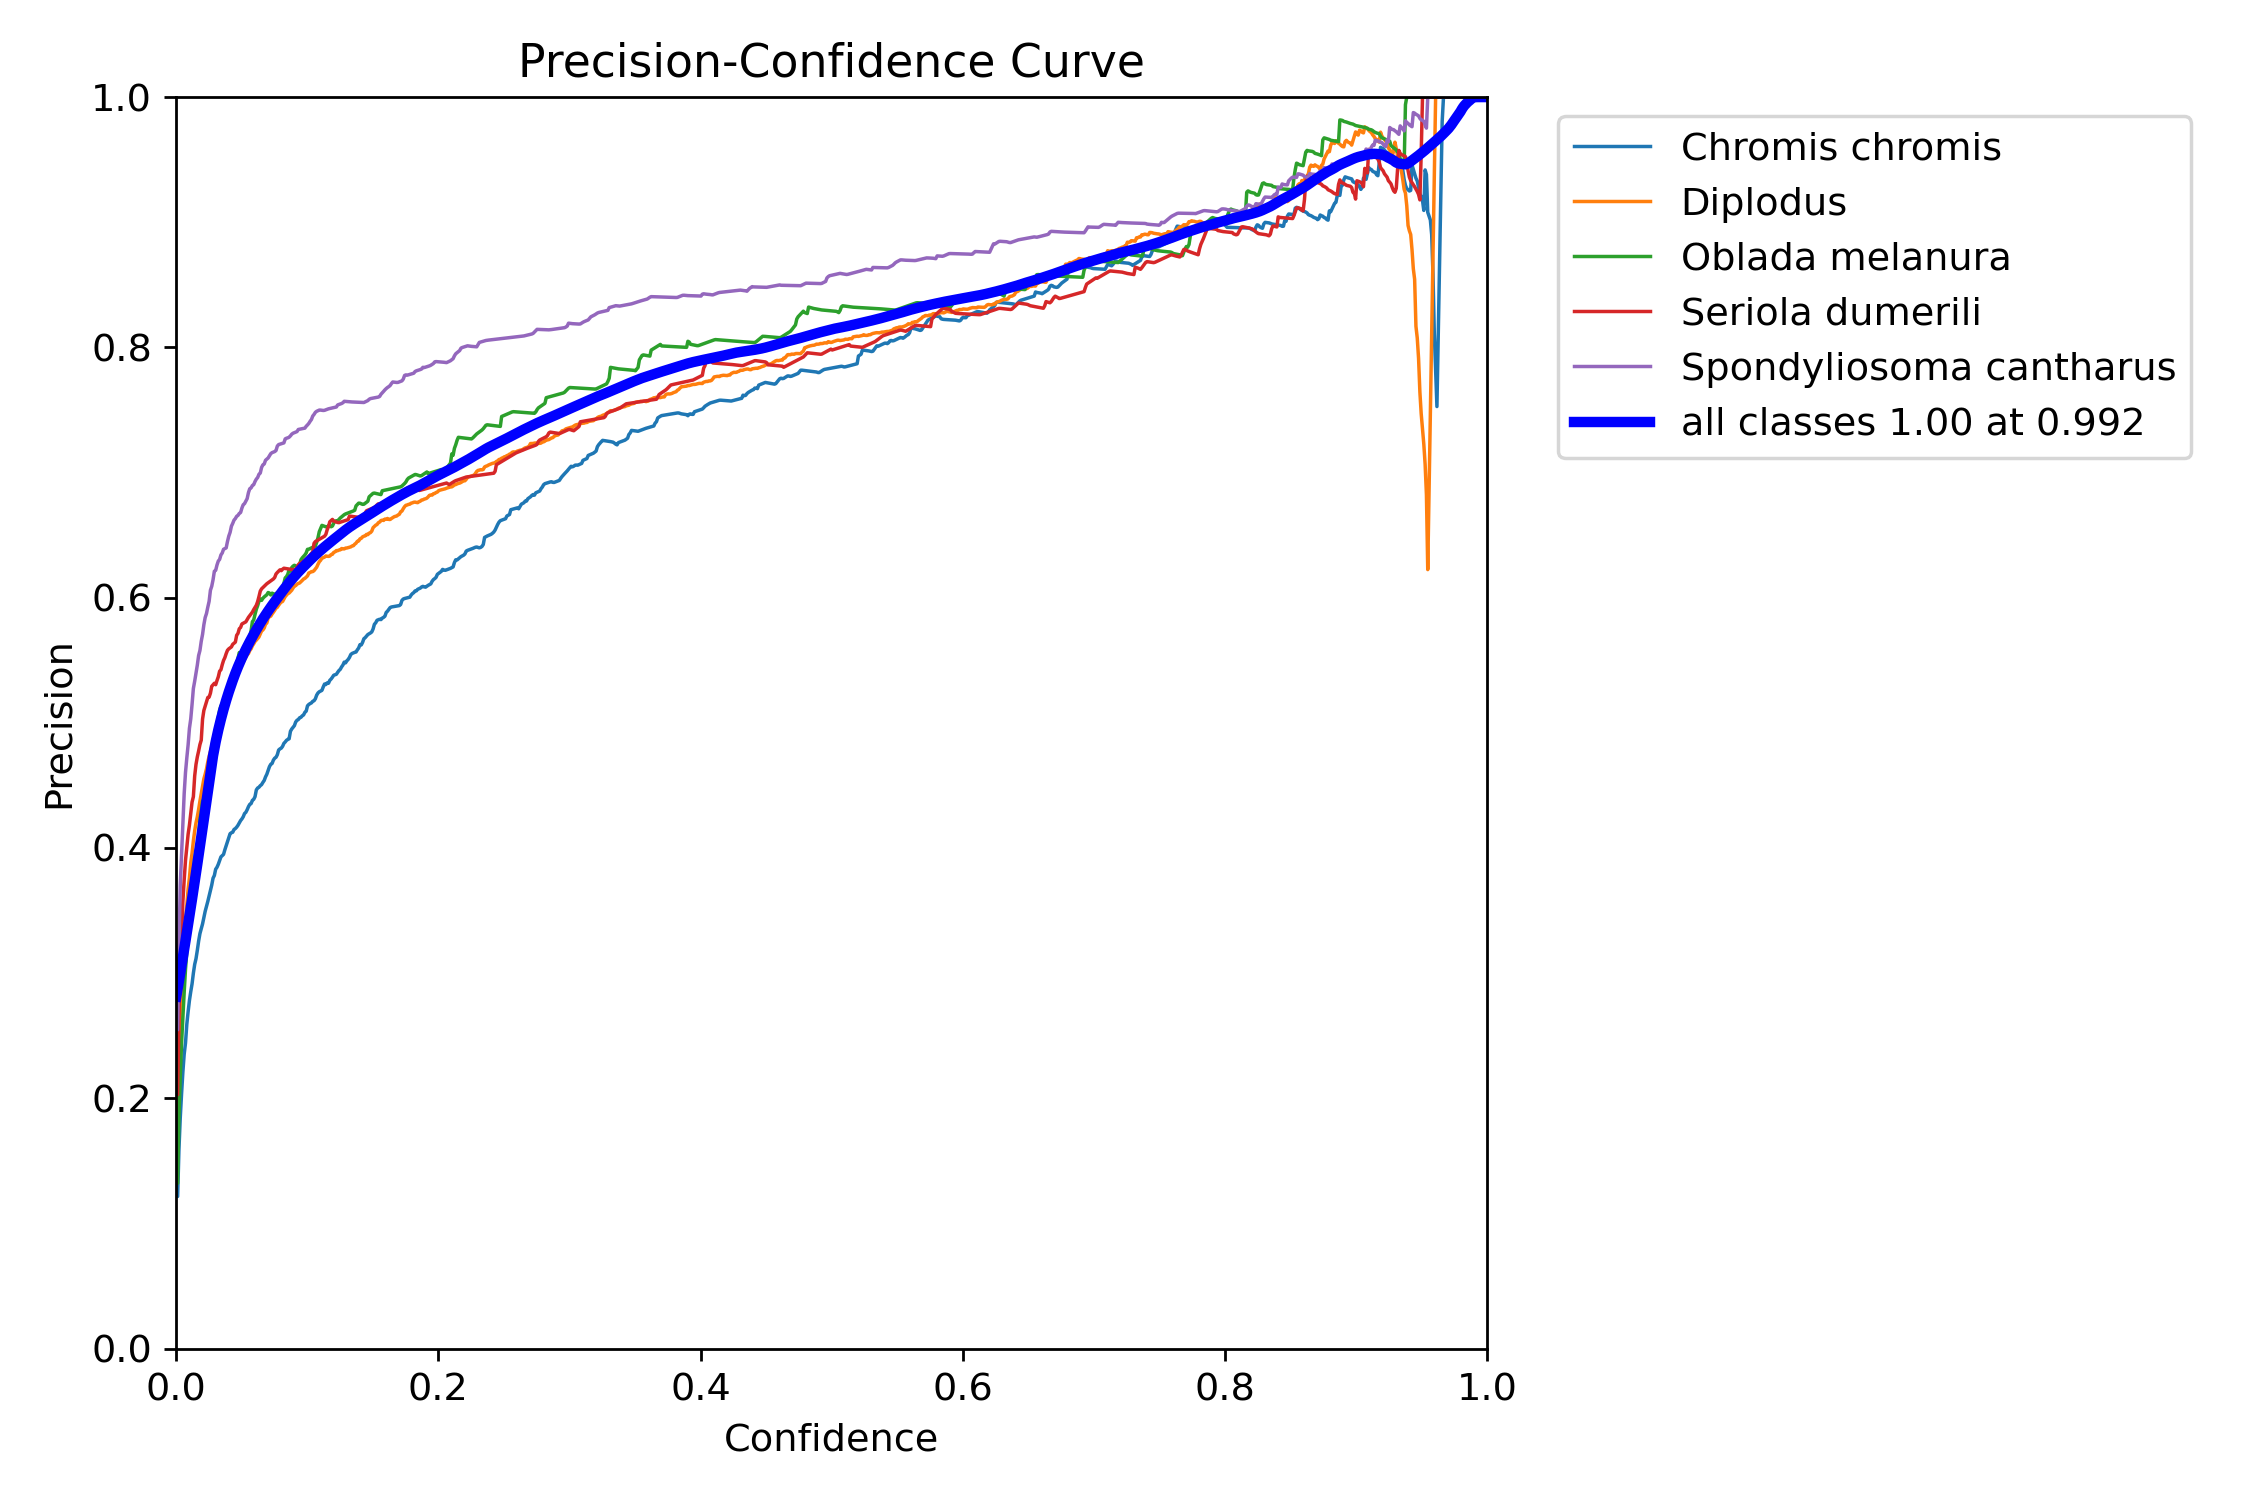 Precision-Confidence Curve
1.0
0.8
0.6
0.4
0.2
0.0
Precision
0.0 0.2 0.4 0.6 0.8 1.0
Confidence
Chromis chromis
Diplodus
Oblada melanura
Seriola dumerili
Spondyliosoma cantharus
all classes 1.00 at 0.992